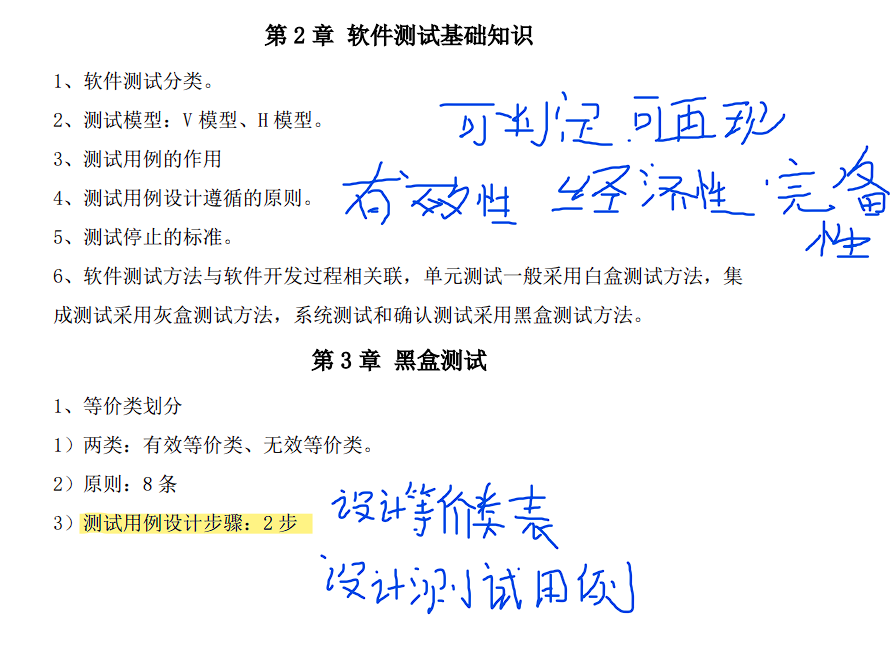 第 2 章 软件测试基础知识
1、软件测试分类。
2、测试模型：V 模型、H 模型。
可判定 可再现
3、测试用例的作用
4、测试用例设计遵循的原则。
有效性 经济性 完备性
5、测试停止的标准。
6、软件测试方法与软件开发过程相关联，单元测试一般采用白盒测试方法，集
成测试采用灰盒测试方法，系统测试和确认测试采用黑盒测试方法。
第 3 章 黑盒测试
1、等价类划分
1）两类：有效等价类、无效等价类。
2）原则：8 条
3）测试用例设计步骤：2 步
设计等价类表
设计测试用例